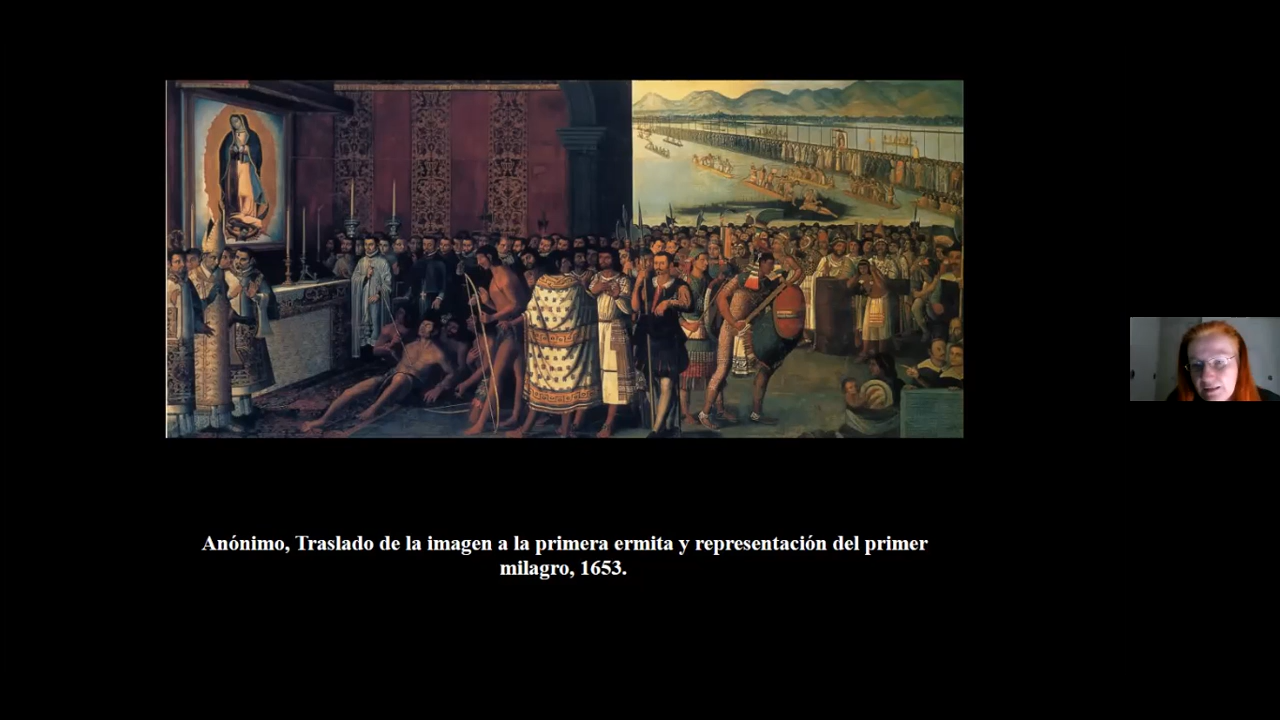 Anónimo, Traslado de la imagen a la primera ermita y representación del primer
milagro, 1653.